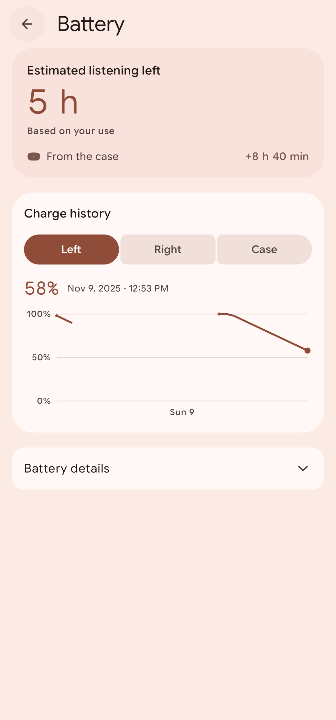 Battery
Estimated listening left
5 h
Based on your use
From the case +8 h 40 min
Charge history
Left Right Case
58% Nov 9, 2025 - 12:53 PM
100%
50%
0%
Sun 9
Battery details